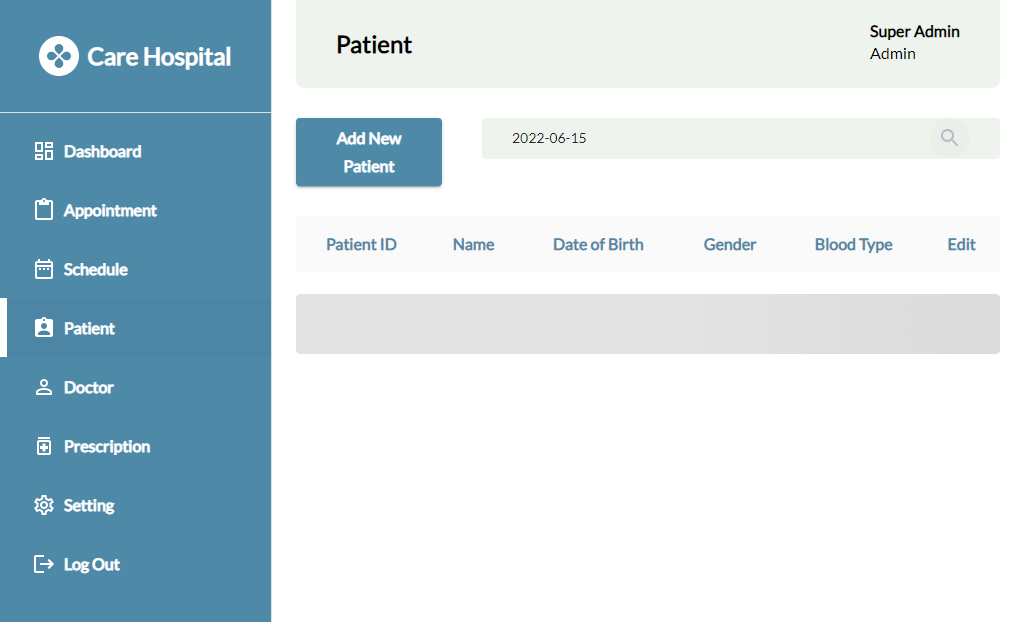 Care Hospital
Dashboard
Appointment
Schedule
Patient
Doctor
Prescription
Setting
Log Out
Patient
Super Admin
Admin
Add New
Patient
2022-06-15
Patient ID Name Date of Birth Gender Blood Type Edit